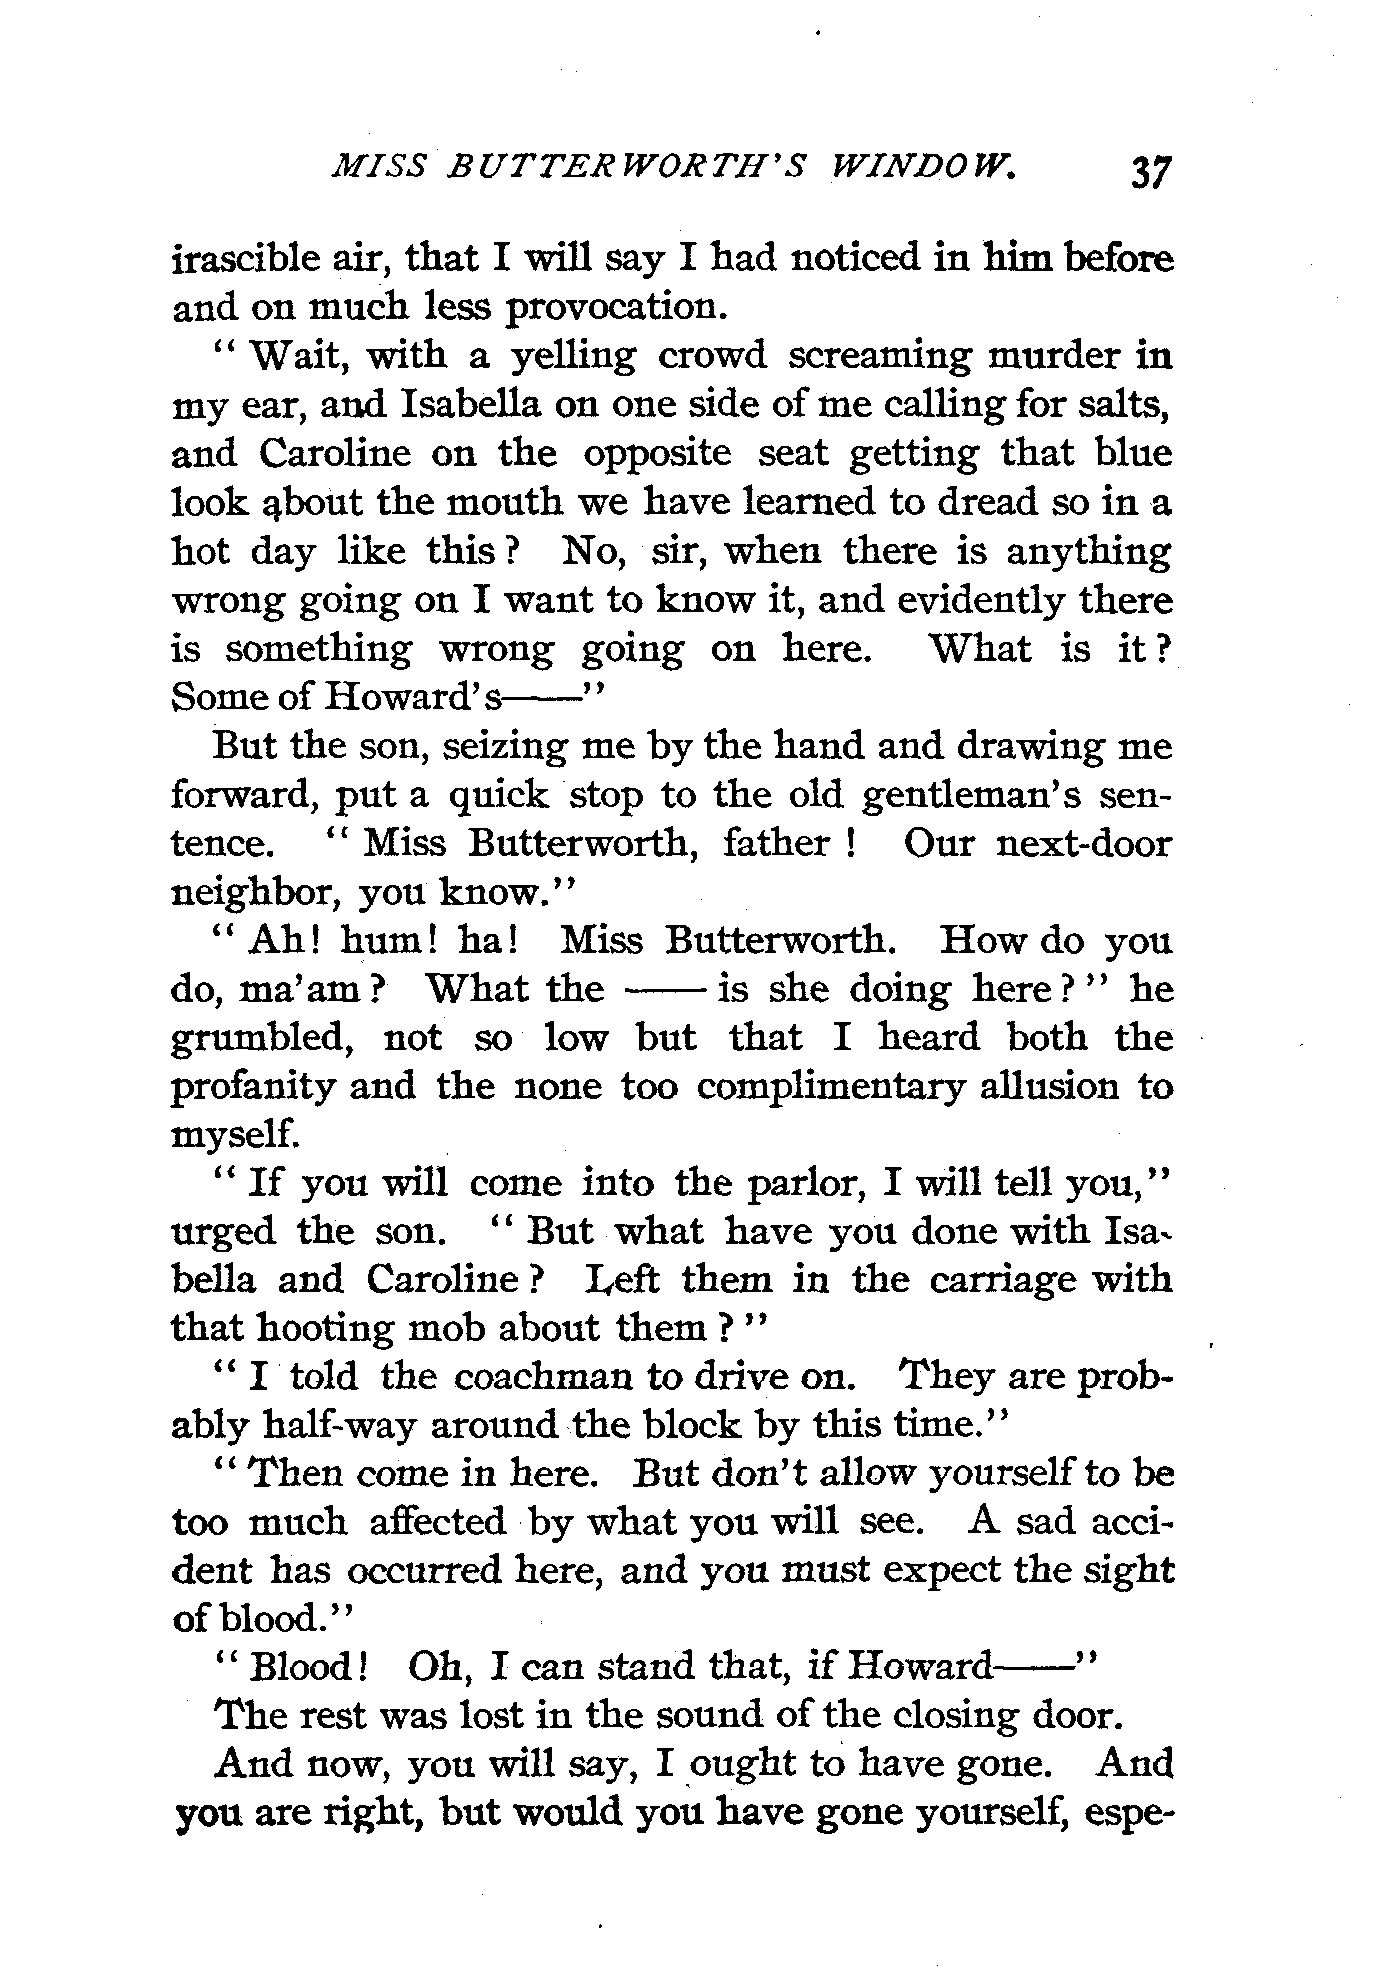 MISS BUTTERWORTH'S WINDOW. 37
irascible air, that I will say I had noticed in him before
and on much less provocation.
"Wait, with a yelling crowd screaming murder in
my ear, and Isabella on one side of me calling for salts,
and Caroline on the opposite seat getting that blue
look about the mouth we have learned to dread so in a
hot day like this? No, sir, when there is anything
wrong going on I want to know it, and evidently there
is something wrong going on here. What is it?
Some of Howard's——"
But the son, seizing me by the hand and drawing me
forward, put a quick stop to the old gentleman's sen-
tence. "Miss Butterworth, father! Our next-door
neighbor, you know."
"Ah! hum! ha! Miss Butterworth. How do you
do, ma'am? What the —— is she doing here?" he
grumbled, not so low but that I heard both the
profanity and the none too complimentary allusion to
myself.
"If you will come into the parlor, I will tell you,"
urged the son. "But what have you done with Isa-
bella and Caroline? Left them in the carriage with
that hooting mob about them?"
"I told the coachman to drive on. They are prob-
ably half-way around the block by this time."
"Then come in here. But don't allow yourself to be
too much affected by what you will see. A sad acci-
dent has occurred here, and you must expect the sight
of blood."
"Blood! Oh, I can stand that, if Howard——"
The rest was lost in the sound of the closing door.
And now, you will say, I ought to have gone. And
you are right, but would you have gone yourself, espe-